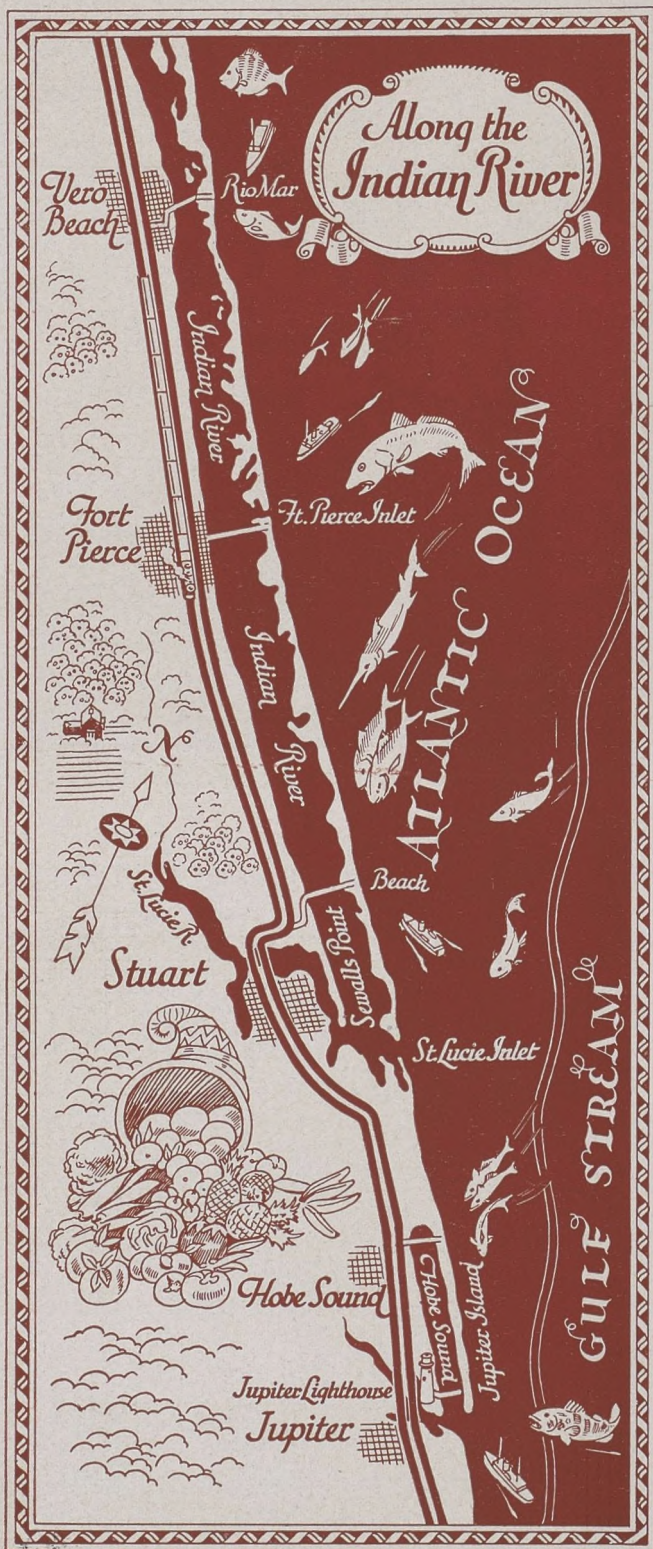 Along the
Indian River
Vero
Beach
Rio Mar
Indian River
Fort
Pierce
Ft. Pierce Inlet
ATLANTIC OCEAN
Indian
River
N
St. Lucie R
Beach
Stuart
Sewalls Point
St. Lucie Inlet
GULF STREAM
Hobe Sound
Hobe Sound
Jupiter Island
Jupiter Lighthouse
Jupiter